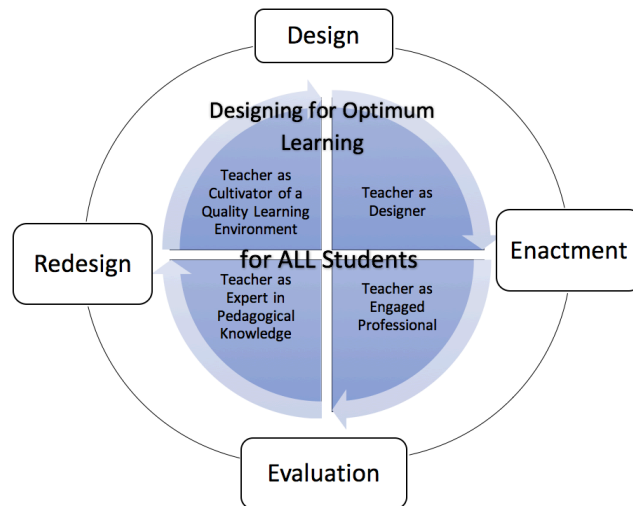 Design
Designing for Optimum
Learning
Teacher as
Cultivator of a
Quality Learning
Environment
Teacher as
Designer
Redesign
Enactment
for ALL Students
Teacher as
Expert in
Pedagogical
Knowledge
Teacher as
Engaged
Professional
Evaluation